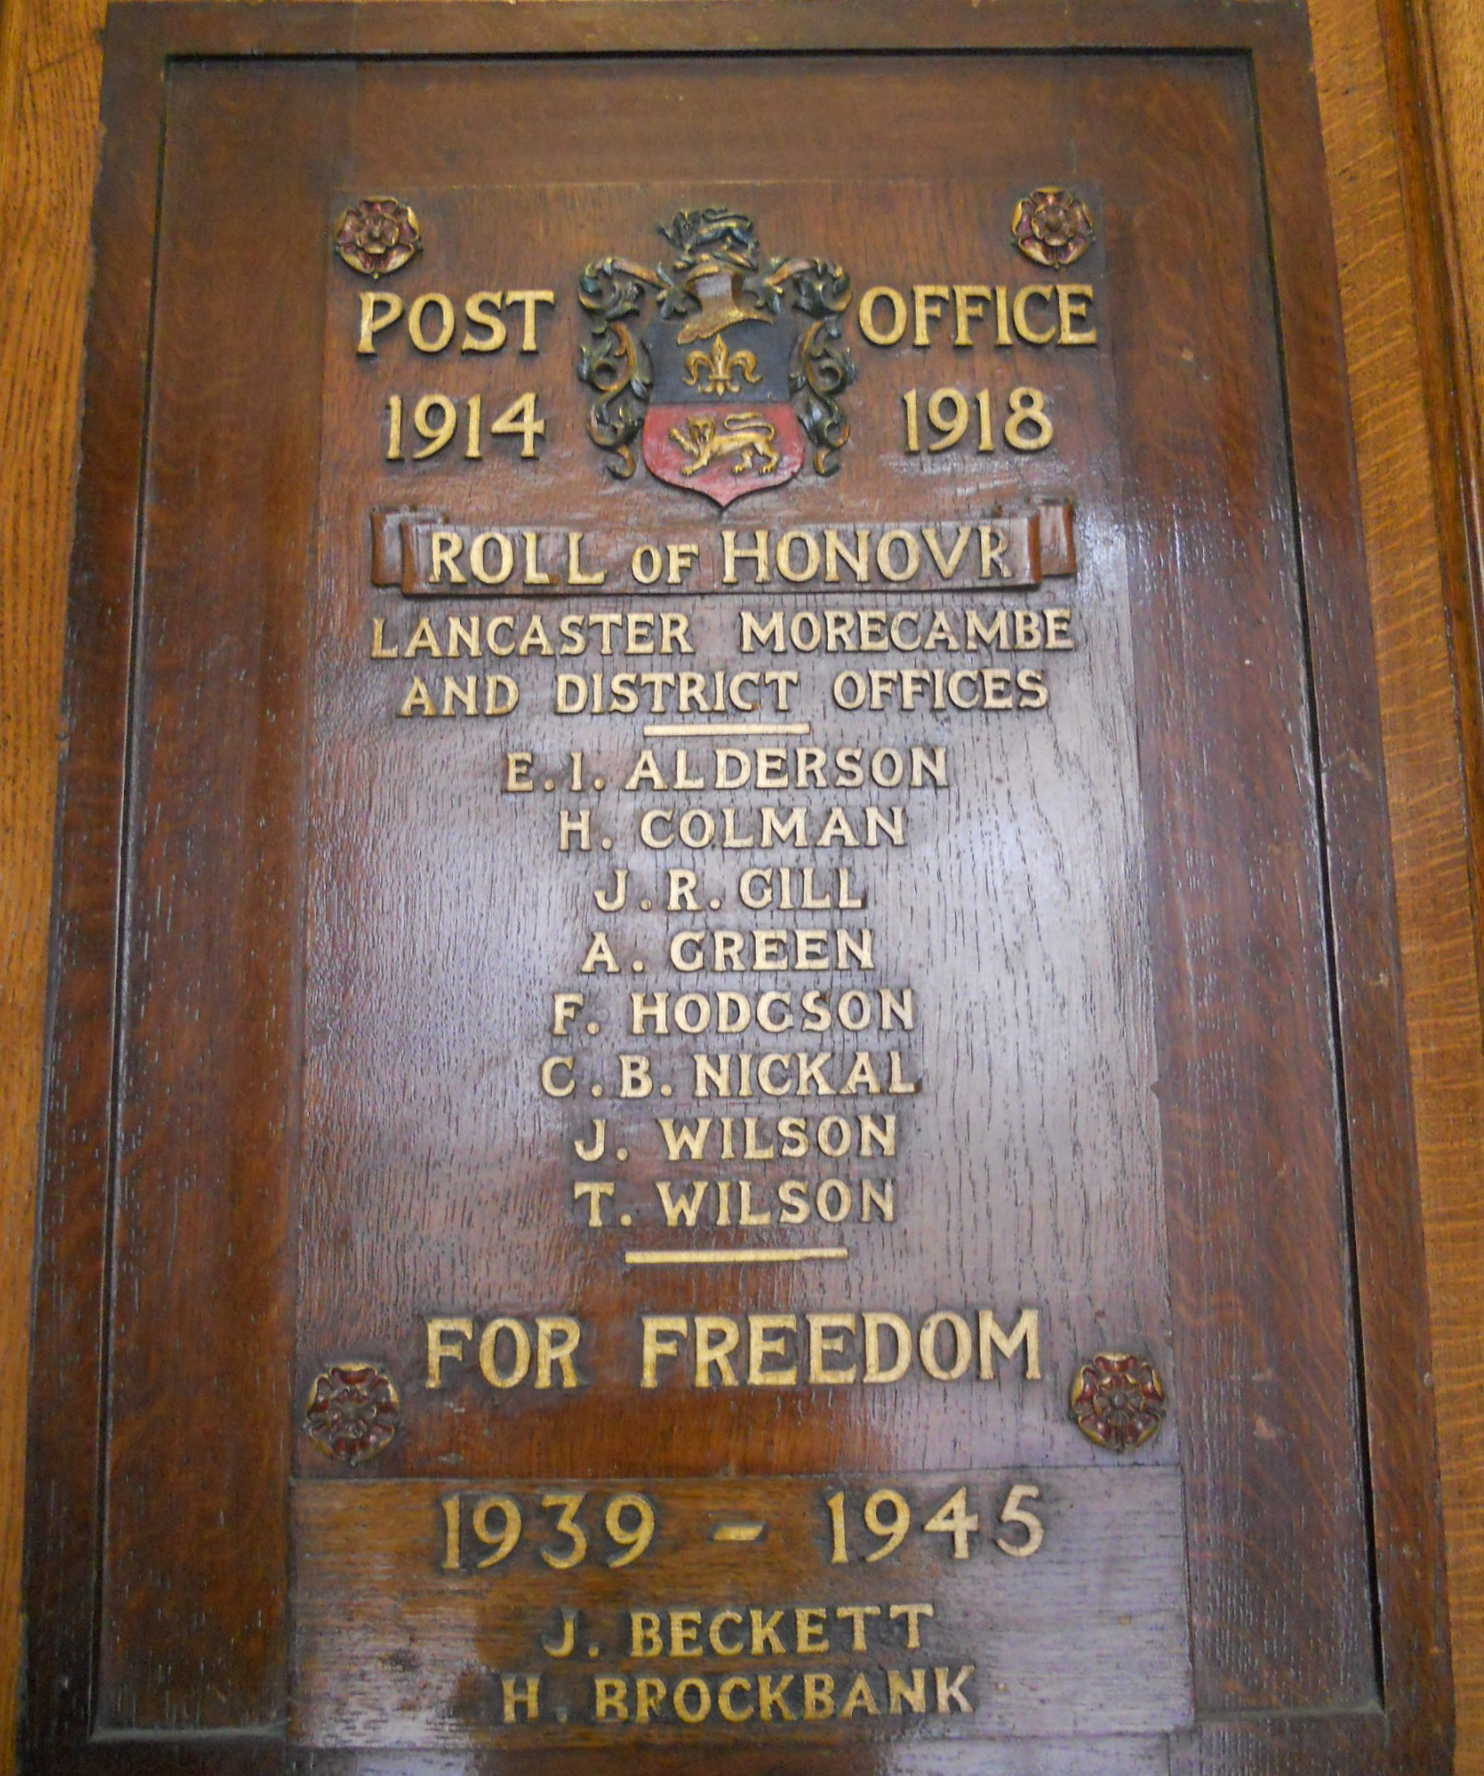 POST OFFICE
1914 1918
ROLL OF HONOVR
LANCASTER MORECAMBE
AND DISTRICT OFFICES
E.I. ALDERSON
H. COLMAN
J.R. GILL
A. GREEN
F. HODGSON
C.B. NICKAL
J. WILSON
T. WILSON
FOR FREEDOM
1939 - 1945
J. BECKETT
H. BROCKBANK